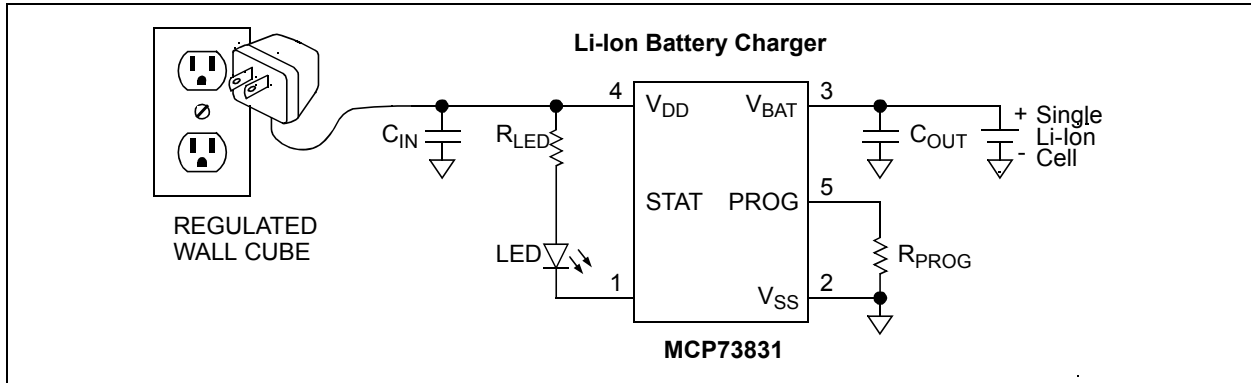 Li-Ion Battery Charger
REGULATED
WALL CUBE
CIN
RLED
LED
4
1
VDD
STAT
VBAT
PROG
VSS
3
5
2
COUT
+ Single
Li-Ion
- Cell
RPROG
MCP73831